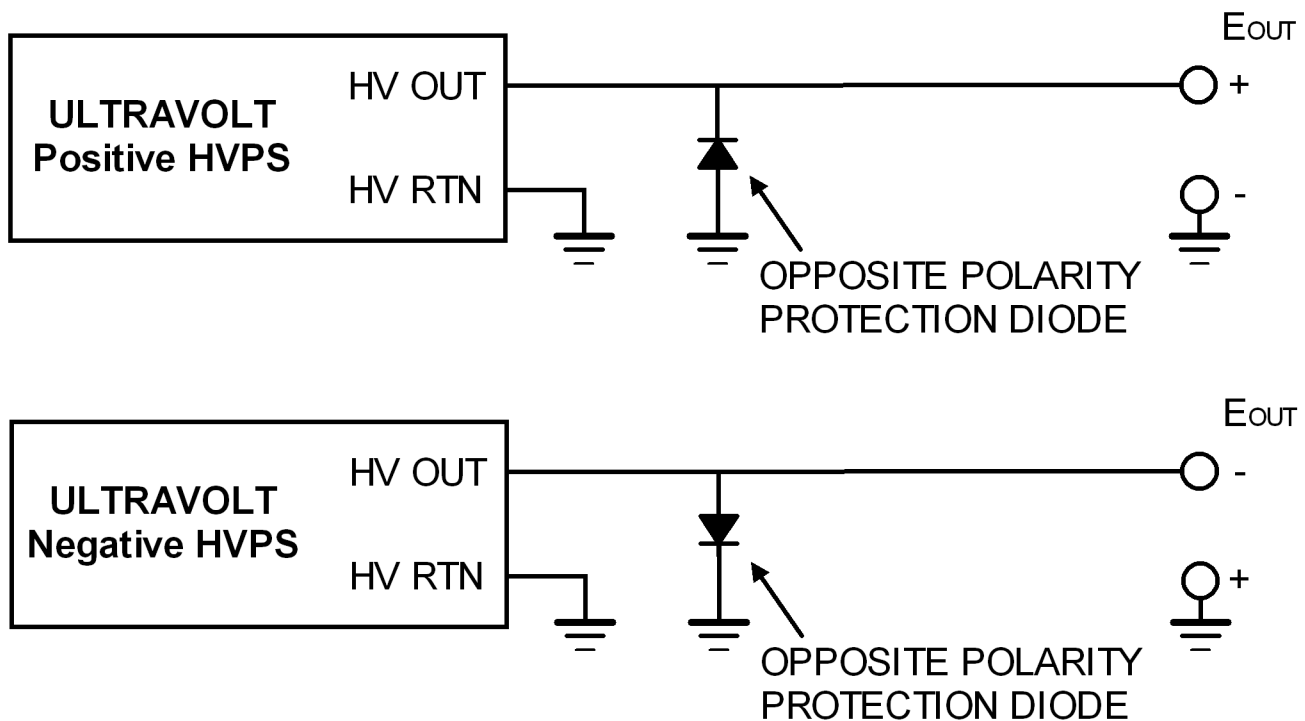 EOUT
HV OUT
+
ULTRAVOLT
Positive HVPS
HV RTN
-
OPPOSITE POLARITY
PROTECTION DIODE
EOUT
HV OUT
-
ULTRAVOLT
Negative HVPS
HV RTN
+
OPPOSITE POLARITY
PROTECTION DIODE